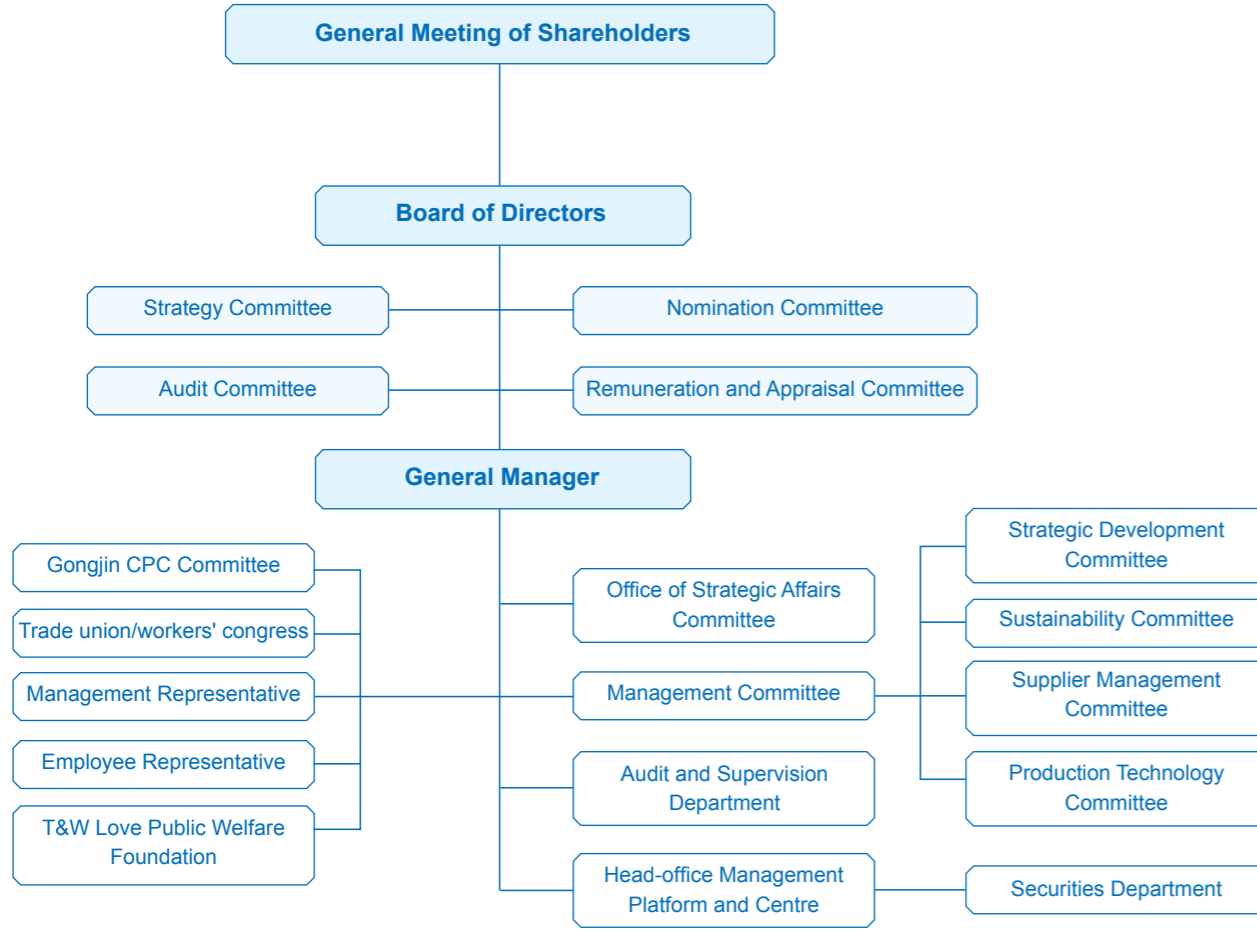 General Meeting of Shareholders
Board of Directors
Strategy Committee
Nomination Committee
Audit Committee
Remuneration and Appraisal Committee
General Manager
Gongjin CPC Committee
Trade union/workers' congress
Management Representative
Employee Representative
T&W Love Public Welfare
Foundation
Office of Strategic Affairs
Committee
Management Committee
Audit and Supervision
Department
Head-office Management
Platform and Centre
Strategic Development
Committee
Sustainability Committee
Supplier Management
Committee
Production Technology
Committee
Securities Department